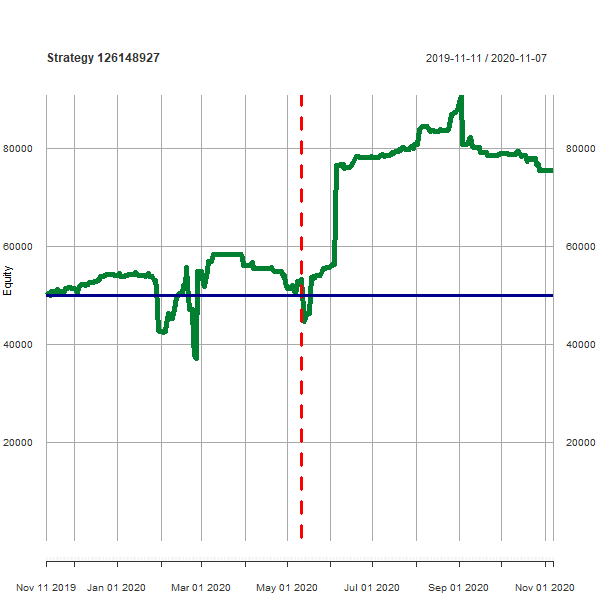 Strategy 126148927
2019-11-11 / 2020-11-07
80000
80000
60000
60000
Equity
40000
40000
20000
20000
Nov 11 2019
Jan 01 2020
Mar 01 2020
May 01 2020
Jul 01 2020
Sep 01 2020
Nov 01 2020